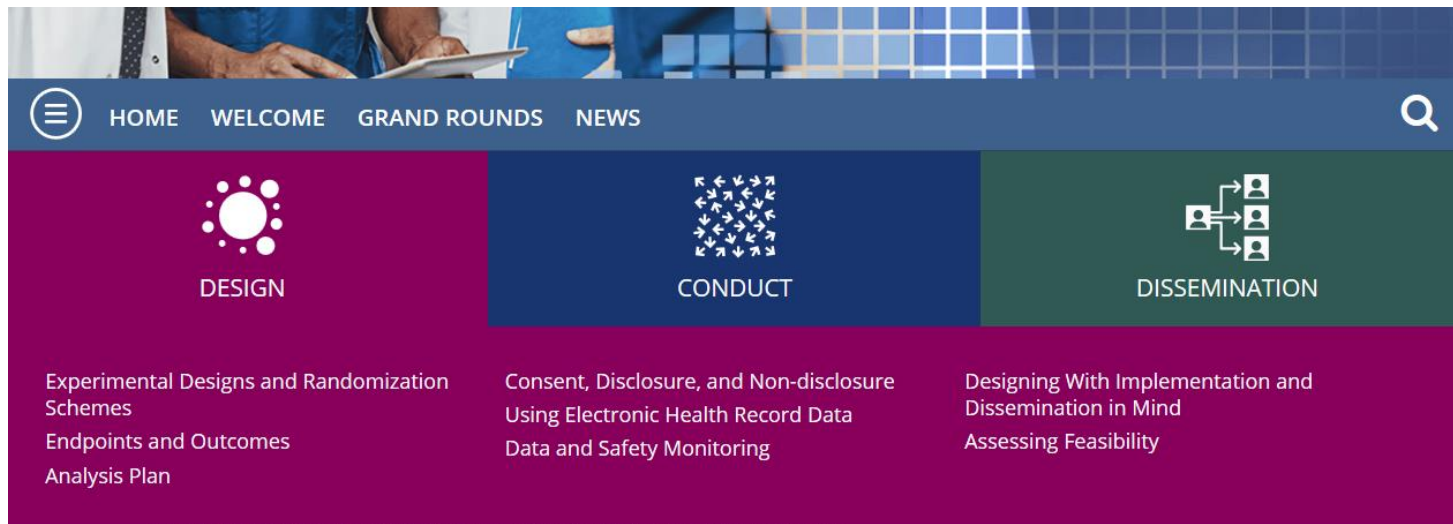 HOME WELCOME GRAND ROUNDS NEWS
DESIGN
CONDUCT
DISSEMINATION
Experimental Designs and Randomization
Schemes
Endpoints and Outcomes
Analysis Plan
Consent, Disclosure, and Non-disclosure
Using Electronic Health Record Data
Data and Safety Monitoring
Designing With Implementation and
Dissemination in Mind
Assessing Feasibility